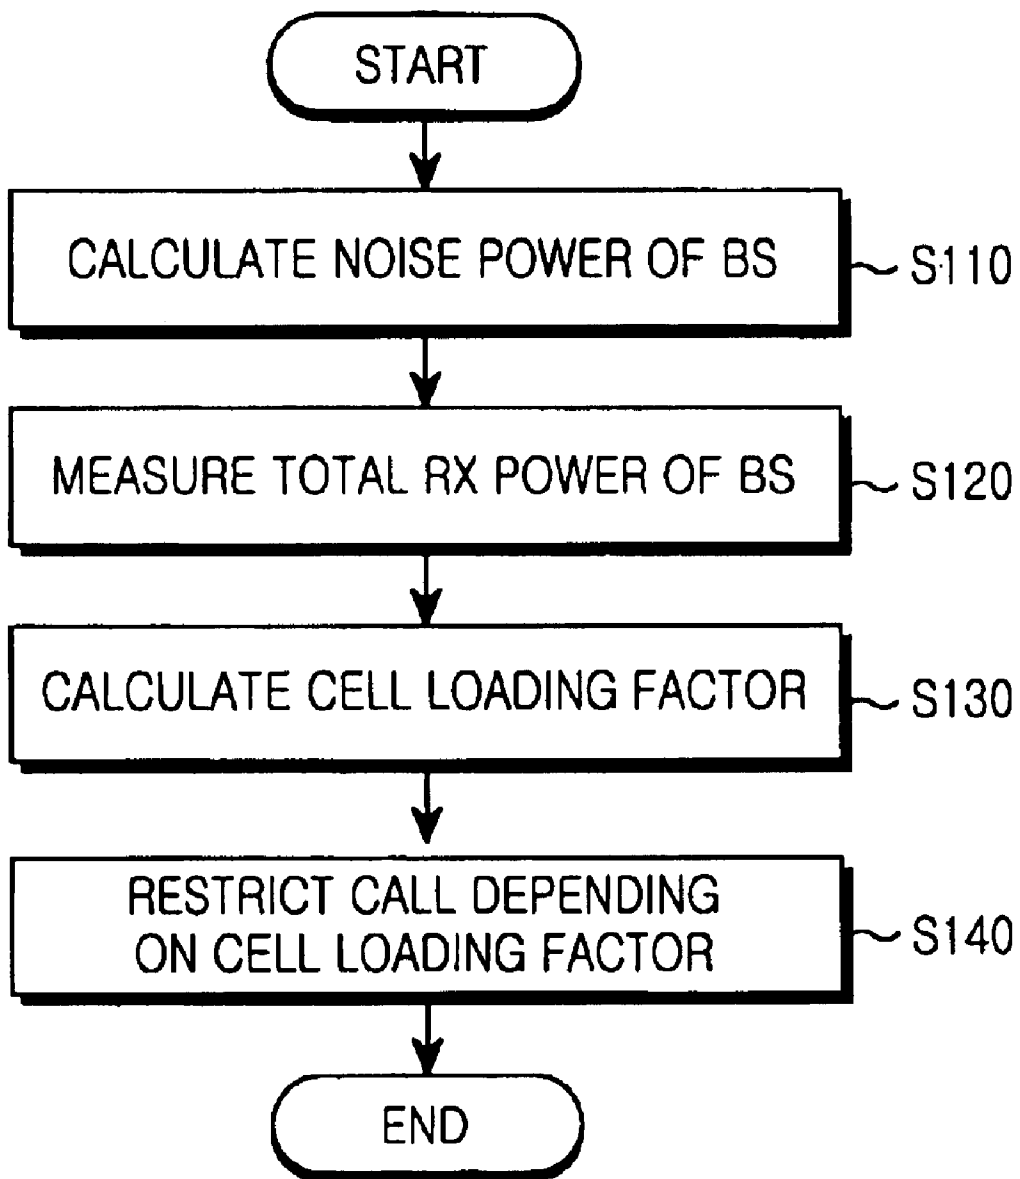 START
CALCULATE NOISE POWER OF BS
S110
MEASURE TOTAL RX POWER OF BS
S120
CALCULATE CELL LOADING FACTOR
S130
RESTRICT CALL DEPENDING
ON CELL LOADING FACTOR
S140
END